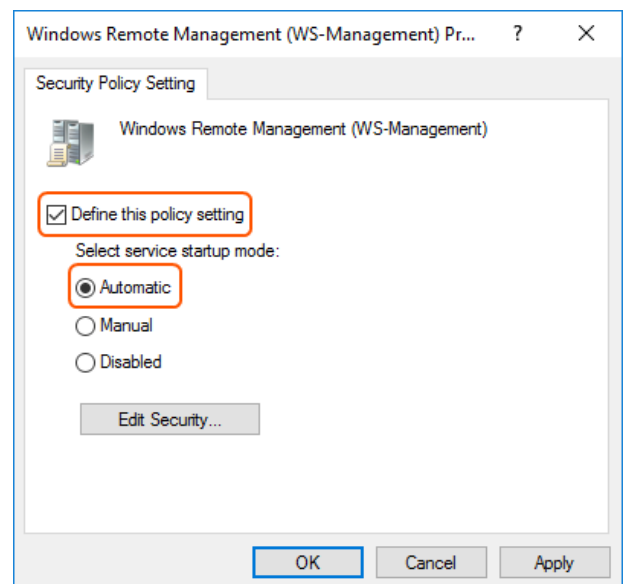 Windows Remote Management (WS-Management) Pr... ?
Security Policy Setting
Windows Remote Management (WS-Management)
Define this policy setting
Select service startup mode:
Automatic
Manual
Disabled
Edit Security...
OK Cancel Apply